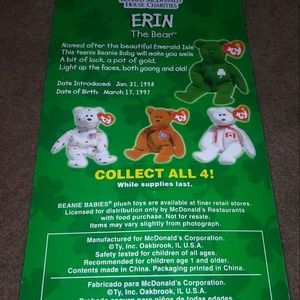 HOUSE CHARITIES
ERIN
The Bear
Named after the beautiful Emerald Isle
This teenie Beanie Baby will make you smile
A bit of luck, a pot of gold,
Light up the faces, both young and old!
Date Introduced: Jan. 31, 1998
Date of Birth: March 17, 1997
COLLECT ALL 4!
While supplies last.
BEANIE BABIES® plush toys are available at finer retail stores.
Licensed for distribution only by McDonald's Restaurants
with food purchase. Not for resale.
Items may vary slightly from photograph.
Manufactured for McDonald's Corporation.
©Ty, Inc. Oakbrook, IL U.S.A.
Safety tested for children of all ages.
Recommended for children age 1 and older.
Contents made in China. Packaging printed in China.
Fabricado para McDonald's Corporation.
©Ty, Inc. Oakbrook, IL, U.S.A.
para niños de todas edades